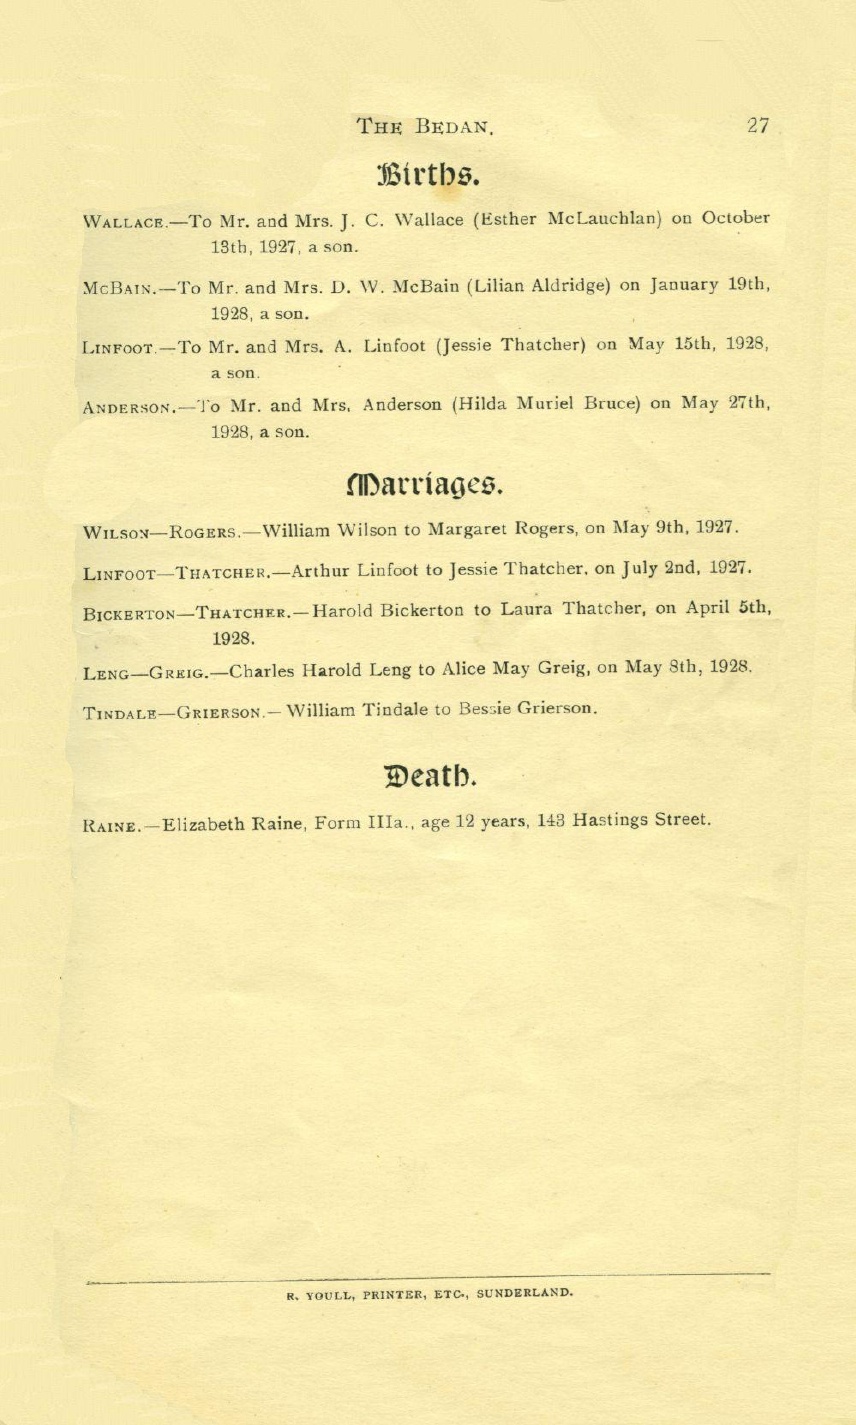 THE BEDAN. 27
Births.
WALLACE.—To Mr. and Mrs. J. C. Wallace (Esther McLauchlan) on October
13th, 1927, a son.
MCBAIN.—To Mr. and Mrs. D. W. McBain (Lilian Aldridge) on January 19th,
1928, a son.
LINFOOT.—To Mr. and Mrs. A. Linfoot (Jessie Thatcher) on May 15th, 1928,
a son.
ANDERSON.—To Mr. and Mrs. Anderson (Hilda Muriel Bruce) on May 27th,
1928, a son.
Marriages.
WILSON—ROGERS.—William Wilson to Margaret Rogers, on May 9th, 1927.
LINFOOT—THATCHER.—Arthur Linfoot to Jessie Thatcher, on July 2nd, 1927.
BICKERTON—THATCHER.—Harold Bickerton to Laura Thatcher, on April 5th,
1928.
LENG—GREIG.—Charles Harold Leng to Alice May Greig, on May 8th, 1928.
TINDALE—GRIERSON.—William Tindale to Bessie Grierson.
Death.
RAINE.—Elizabeth Raine, Form IIIa., age 12 years, 143 Hastings Street.
R. YOULL, PRINTER, ETC., SUNDERLAND.